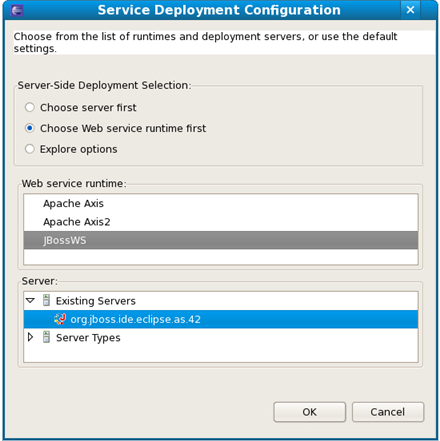 Service Deployment Configuration
Choose from the list of runtimes and deployment servers, or use the default
settings.
Server-Side Deployment Selection:
Choose server first
Choose Web service runtime first
Explore options
Web service runtime:
Apache Axis
Apache Axis2
JBossWS
Server:
Existing Servers
org.jboss.ide.eclipse.as.42
Server Types
OK
Cancel